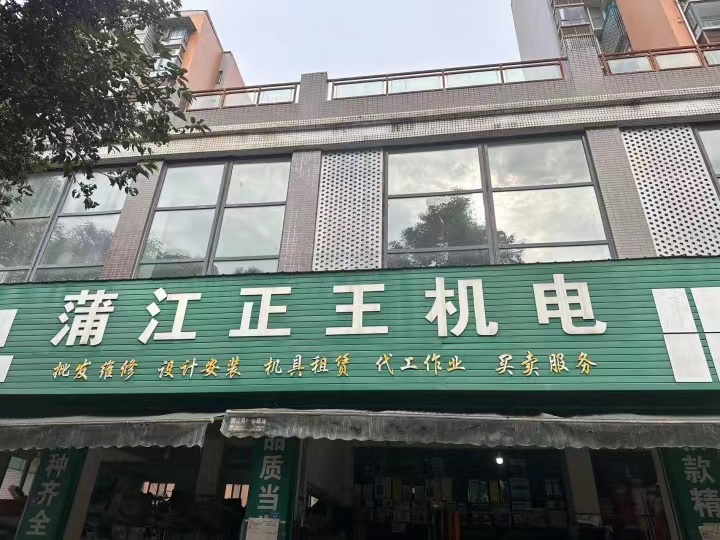 蒲江正王机电
批发维修 设计安装 机具租赁 代工作业 买卖服务
种齐全
品质当
款精